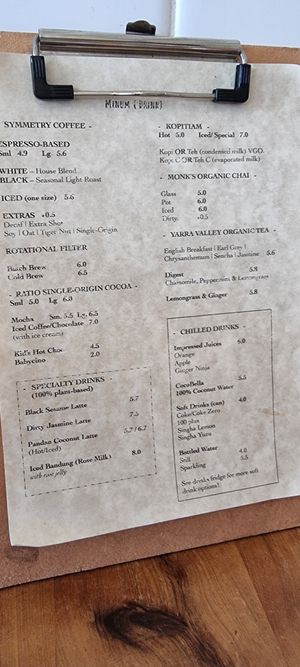 MINUM (DRINK)
SYMMETRY COFFEE -
ESPRESSO-BASED
Sml 4.9 Lg 5.6
WHITE – House Blend
BLACK – Seasonal Light Roast
ICED (one size) 5.6
EXTRAS +0.5
Decaf | Extra Shot
Soy | Oat | Tiger Nut | Single-Origin
ROTATIONAL FILTER
Batch Brew 6.0
Cold Brew 6.5
- RATIO SINGLE-ORIGIN COCOA -
Sml 5.0 Lg 6.0
Mocha Sm. 5.5 Lg. 6.5
Iced Coffee/Chocolate 7.0
(with ice cream)
Kid's Hot Choc 4.5
Babycino 2.0
- SPECIALTY DRINKS -
(100% plant-based)
Black Sesame Latte 5.7
Dirty Jasmine Latte 7.5
Pandan Coconut Latte 5.7/6.7
(Hot/Iced)
Iced Bandung (Rose Milk) 8.0
with rose jelly
- KOPITIAM -
Hot 5.0 Iced/Special 7.0
Kopi OR Teh (condensed milk) VGO.
Kopi C OR Teh C (evaporated milk)
- MONK'S ORGANIC CHAI -
Glass 5.0
Pot 6.0
Iced 6.0
Dirty. +0.5
- YARRA VALLEY ORGANIC TEA -
English Breakfast | Earl Grey |
Chrysanthemum | Sencha | Jasmine 5.6
Digest 5.8
Chamomile, Peppermint & Lemongrass
Lemongrass & Ginger 5.8
- CHILLED DRINKS -
Impressed Juices 6.0
Orange
Apple
Ginger Ninja
CocoBella 5.5
100% Coconut Water
Soft Drinks (can) 4.0
Coke/Coke Zero
100 plus
Singha Lemon
Singha Yuzu
Bottled Water 4.0
Still 5.5
Sparkling
See drinks fridge for more soft
drink options!